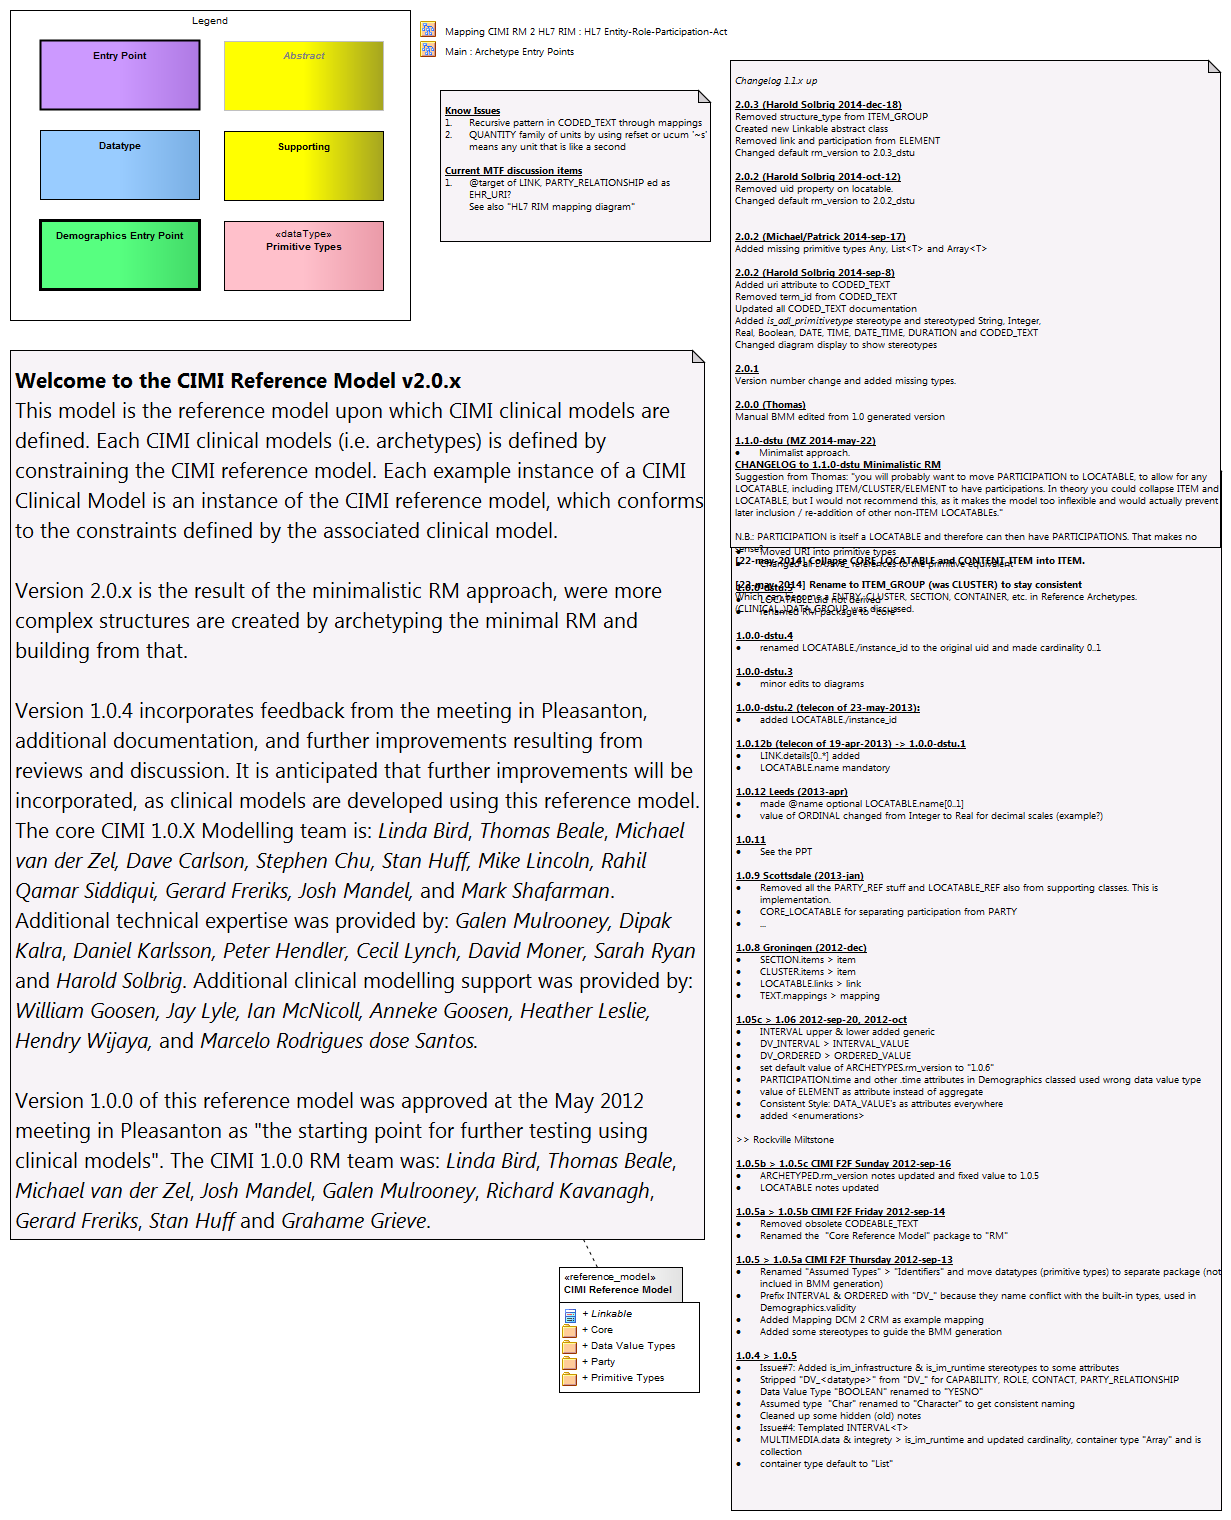 Legend
Entry Point
Abstract
Datatype
Supporting
Demographics Entry Point
«dataType»
Primitive Types
Mapping CIMI RM 2 HL7 RIM : HL7 Entity-Role-Participation-Act
Main : Archetype Entry Points
Know Issues
1. Recursive pattern in CODED_TEXT through mappings
2. QUANTITY family of units by using refset or ucum '~s'
means any unit that is like a second
Current MTF discussion items
1. @target of LINK, PARTY_RELATIONSHIP ed as
EHR_URI?
See also "HL7 RIM mapping diagram"
Welcome to the CIMI Reference Model v2.0.x
This model is the reference model upon which CIMI clinical models are
defined. Each CIMI clinical models (i.e. archetypes) is defined by
constraining the CIMI reference model. Each example instance of a CIMI
Clinical Model is an instance of the CIMI reference model, which conforms
to the constraints defined by the associated clinical model.
Version 2.0.x is the result of the minimalistic RM approach, were more
complex structures are created by archetyping the minimal RM and
building from that.
Version 1.0.4 incorporates feedback from the meeting in Pleasanton,
additional documentation, and further improvements resulting from
reviews and discussion. It is anticipated that further improvements will be
incorporated, as clinical models are developed using this reference model.
The core CIMI 1.0.X Modelling team is: Linda Bird, Thomas Beale, Michael
van der Zel, Dave Carlson, Stephen Chu, Stan Huff, Mike Lincoln, Rahil
Qamar Siddiqui, Gerard Freriks, Josh Mandel, and Mark Shafarman.
Additional technical expertise was provided by: Galen Mulrooney, Dipak
Kalra, Daniel Karlsson, Peter Hendler, Cecil Lynch, David Moner, Sarah Ryan
and Harold Solbrig. Additional clinical modelling support was provided by:
William Goosen, Jay Lyle, Ian McNicoll, Anneke Goosen, Heather Leslie,
Hendry Wijaya, and Marcelo Rodrigues dose Santos.
Version 1.0.0 of this reference model was approved at the May 2012
meeting in Pleasanton as "the starting point for further testing using
clinical models". The CIMI 1.0.0 RM team was: Linda Bird, Thomas Beale,
Michael van der Zel, Josh Mandel, Galen Mulrooney, Richard Kavanagh,
Gerard Freriks, Stan Huff and Grahame Grieve.
«reference_model»
CIMI Reference Model
+ Linkable
+ Core
+ Data Value Types
+ Party
+ Primitive Types
Changelog 1.1.x up
2.0.3 (Harold Solbrig 2014-dec-18)
Removed structure_type from ITEM_GROUP
Created new Linkable abstract class
Removed link and participation from ELEMENT
Changed default rm_version to 2.0.3_dstu
2.0.2 (Harold Solbrig 2014-oct-12)
Removed uid property on locatable.
Changed default rm_version to 2.0.2_dstu
2.0.2 (Michael/Patrick 2014-sep-17)
Added missing primitive types Any, List<T> and Array<T>
2.0.2 (Harold Solbrig 2014-sep-8)
Added uri attribute to CODED_TEXT
Removed term_id from CODED_TEXT
Updated all CODED_TEXT documentation
Added is_adl_primitivetype stereotype and stereotyped String, Integer,
Real, Boolean, DATE, TIME, DATE_TIME, DURATION and CODED_TEXT
Changed diagram display to show stereotypes
2.0.1
Version number change and added missing types.
2.0.0 (Thomas)
Manual BMM edited from 1.0 generated version
1.1.0-dstu (MZ 2014-may-22)
• Minimalist approach.
CHANGELOG to 1.1.0-dstu Minimalistic RM
Suggestion from Thomas: "you will probably want to move PARTICIPATION to LOCATABLE, to allow for any
LOCATABLE, including ITEM/CLUSTER/ELEMENT to have participations. In theory you could collapse ITEM and
LOCATABLE, but I would not recommend this, as it makes the model too inflexible and would actually prevent
later inclusion / re-addition of other non-ITEM LOCATABLEs."
N.B.: PARTICIPATION is itself a LOCATABLE and therefore can then have PARTICIPATIONS. That makes no
sense?
• Moved URI into primitive types
[22-may-2014] Collapse CORE_LOCATABLE and CONTENT_ITEM into ITEM.
• Changed all references to the primitive equivalent
[23-may-2014] Rename to ITEM_GROUP (was CLUSTER) to stay consistent
1.0.0-dstu.5
Which can become a ENTRY, CLUSTER, SECTION, CONTAINER, etc. in Reference Archetypes.
• LOCATABLE.uid not derived
(CLINICAL_)DATA_GROUP was discussed.
• renamed RM package to "core"
1.0.0-dstu.4
• renamed LOCATABLE./instance_id to the original uid and made cardinality 0..1
1.0.0-dstu.3
• minor edits to diagrams
1.0.0-dstu.2 (telecon of 23-may-2013):
• added LOCATABLE./instance_id
1.0.12b (telecon of 19-apr-2013) -> 1.0.0-dstu.1
• LINK.details[0..*] added
• LOCATABLE.name mandatory
1.0.12 Leeds (2013-apr)
• made @name optional LOCATABLE.name[0..1]
• value of ORDINAL changed from Integer to Real for decimal scales (example?)
1.0.11
• See the PPT
1.0.9 Scottsdale (2013-jan)
• Removed all the PARTY_REF stuff and LOCATABLE_REF also from supporting classes. This is
implementation.
• CORE_LOCATABLE for separating participation from PARTY
• ...
1.0.8 Groningen (2012-dec)
• SECTION.items > item
• CLUSTER.items > item
• LOCATABLE.links > link
• TEXT.mappings > mapping
1.05c > 1.06 2012-sep-20, 2012-oct
• INTERVAL upper & lower added generic
• DV_INTERVAL > INTERVAL_VALUE
• DV_ORDERED > ORDERED_VALUE
• set default value of ARCHETYPES.rm_version to "1.0.6"
• PARTICIPATION.time and other .time attributes in Demographics classed used wrong data value type
• value of ELEMENT as attribute instead of aggregate
• Consistent Style: DATA_VALUE's as attributes everywhere
• added <enumerations>
>> Rockville Miltstone
1.0.5b > 1.0.5c CIMI F2F Sunday 2012-sep-16
• ARCHETYPED.rm_version notes updated and fixed value to 1.0.5
• LOCATABLE notes updated
1.0.5a > 1.0.5b CIMI F2F Friday 2012-sep-14
• Removed obsolete CODEABLE_TEXT
• Renamed the "Core Reference Model" package to "RM"
1.0.5 > 1.0.5a CIMI F2F Thursday 2012-sep-13
• Renamed "Assumed Types" > "Identifiers" and move datatypes (primitive types) to separate package (not
inclued in BMM generation)
• Prefix INTERVAL & ORDERED with "DV_" because they name conflict with the built-in types, used in
Demographics.validity
• Added Mapping DCM 2 CRM as example mapping
• Added some stereotypes to guide the BMM generation
1.0.4 > 1.0.5
• Issue#7: Added is_im_infrastructure & is_im_runtime stereotypes to some attributes
• Stripped "DV_<datatype>" from "DV_" for CAPABILITY, ROLE, CONTACT, PARTY_RELATIONSHIP
• Data Value Type "BOOLEAN" renamed to "YESNO"
• Assumed type "Char" renamed to "Character" to get consistent naming
• Cleaned up some hidden (old) notes
• Issue#4: Templated INTERVAL<T>
• MULTIMEDIA.data & integrety > is_im_runtime and updated cardinality, container type "Array" and is
collection
• container type default to "List"